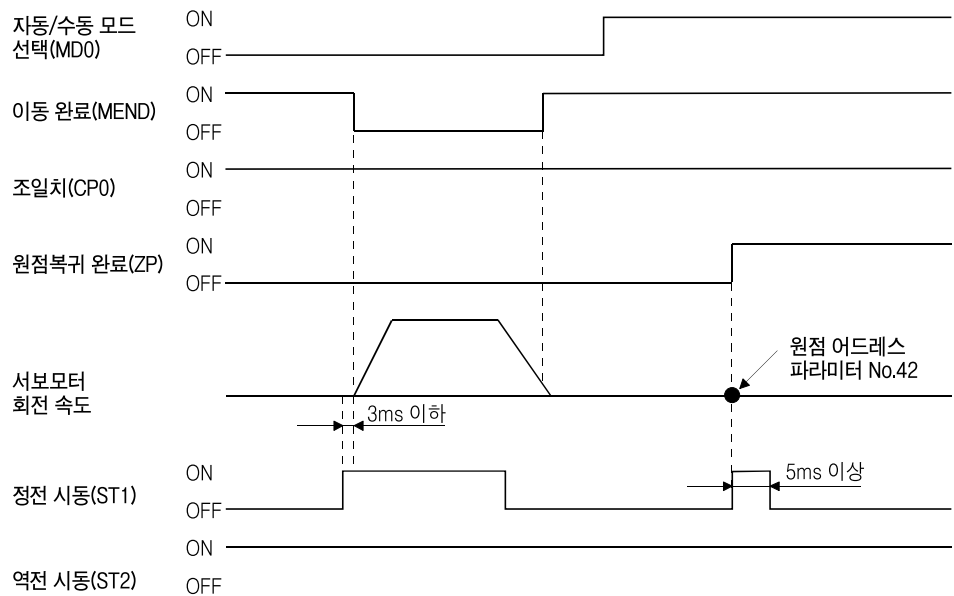 자동/수동 모드
선택(MD0)
ON
OFF
이동 완료(MEND)
ON
OFF
조일치(CP0)
ON
OFF
원점복귀 완료(ZP)
ON
OFF
서보모터
회전 속도
원점 어드레스
파라미터 No.42
3ms 이하
정전 시동(ST1)
ON
OFF
5ms 이상
역전 시동(ST2)
ON
OFF